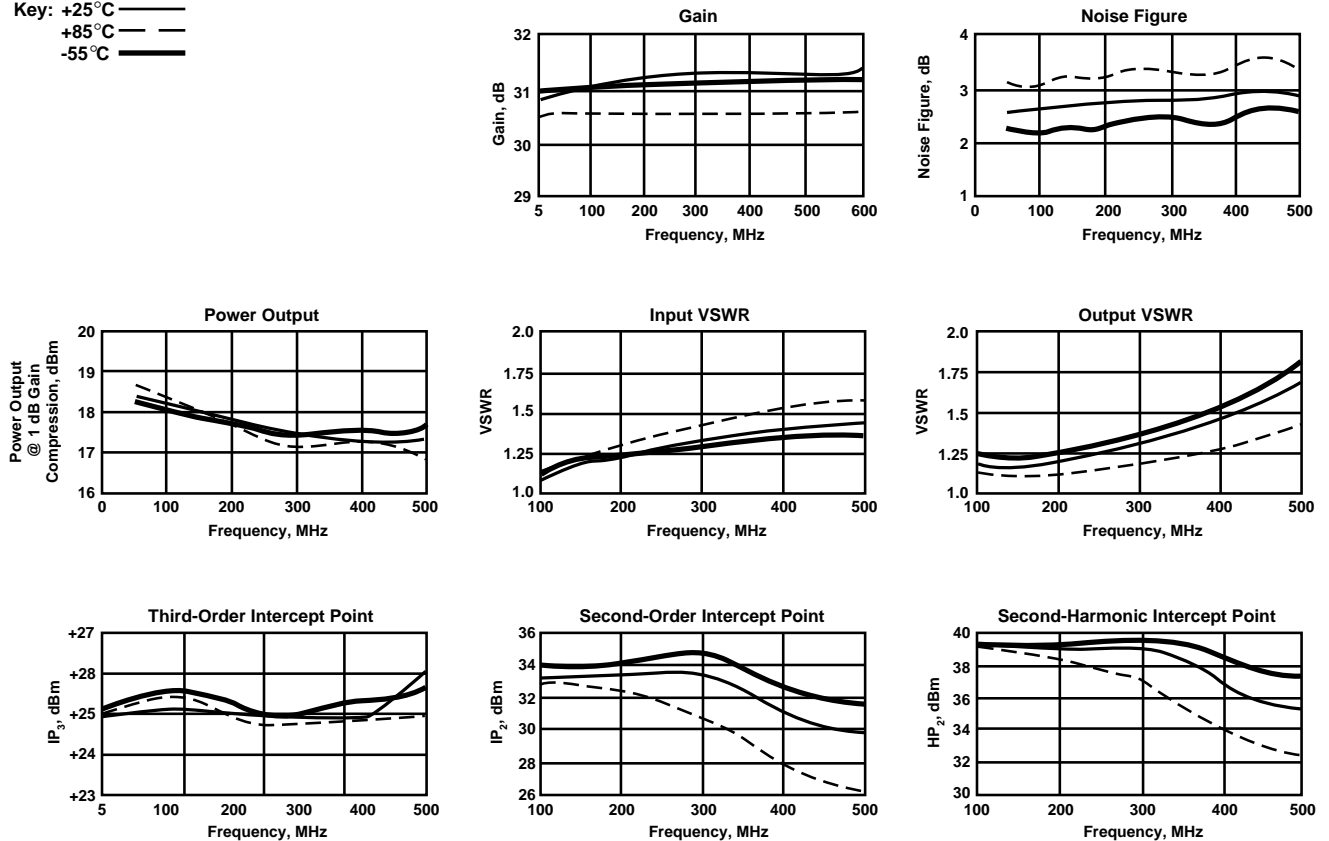 Key: +25°C
+85°C
-55°C
Gain
32
31
30
29
Gain, dB
5 100 200 300 400 500 600
Frequency, MHz
Noise Figure
4
3
2
1
Noise Figure, dB
0 100 200 300 400 500
Frequency, MHz
Power Output
20
19
18
17
16
Power Output
@ 1 dB Gain
Compression, dBm
0 100 200 300 400 500
Frequency, MHz
Input VSWR
2.0
1.75
1.5
1.25
1.0
VSWR
100 200 300 400 500
Frequency, MHz
Output VSWR
2.0
1.75
1.5
1.25
1.0
VSWR
100 200 300 400 500
Frequency, MHz
Third-Order Intercept Point
+27
+28
+25
+24
+23
IP3, dBm
5 100 200 300 400 500
Frequency, MHz
Second-Order Intercept Point
36
34
32
30
28
26
IP2, dBm
100 200 300 400 500
Frequency, MHz
Second-Harmonic Intercept Point
40
38
36
34
32
30
HP2, dBm
100 200 300 400 500
Frequency, MHz